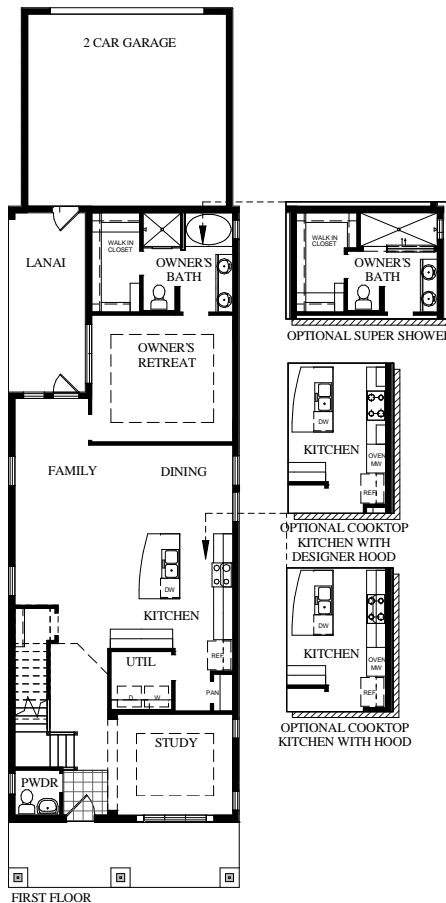 2 CAR GARAGE
LANAI
WALK IN
CLOSET
OWNER'S
BATH
OWNER'S
RETREAT
FAMILY
DINING
DW
KITCHEN
REF.
UTIL
D
W
PAN
STUDY
PWDR
FIRST FLOOR
WALK IN
CLOSET
OWNER'S
BATH
OPTIONAL SUPER SHOWER
DW
KITCHEN
OVEN
MW
REF.
OPTIONAL COOKTOP
KITCHEN WITH
DESIGNER HOOD
DW
KITCHEN
OVEN
MW
REF.
OPTIONAL COOKTOP
KITCHEN WITH HOOD